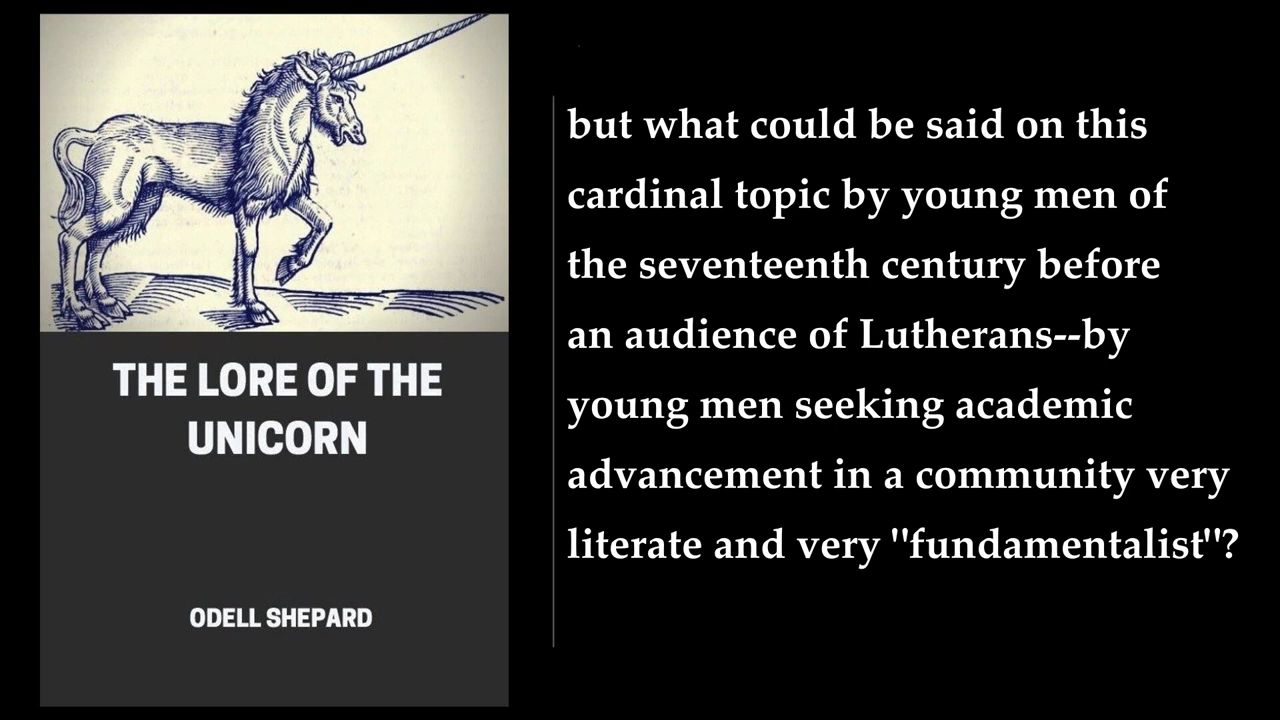 THE LORE OF THE
UNICORN
ODELL SHEPARD
but what could be said on this
cardinal topic by young men of
the seventeenth century before
an audience of Lutherans--by
young men seeking academic
advancement in a community very
literate and very "fundamentalist"?